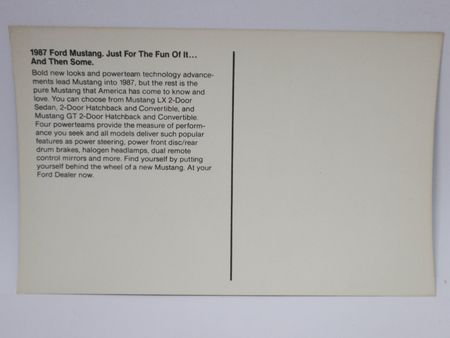 1987 Ford Mustang. Just For The Fun Of It...
And Then Some.
Bold new looks and powerteam technology advance-
ments lead Mustang into 1987, but the rest is the
pure Mustang that America has come to know and
love. You can choose from Mustang LX 2-Door
Sedan, 2-Door Hatchback and Convertible, and
Mustang GT 2-Door Hatchback and Convertible.
Four powerteams provide the measure of perform-
ance you seek and all models deliver such popular
features as power steering, power front disc/rear
drum brakes, halogen headlamps, dual remote
control mirrors and more. Find yourself by putting
yourself behind the wheel of a new Mustang. At your
Ford Dealer now.